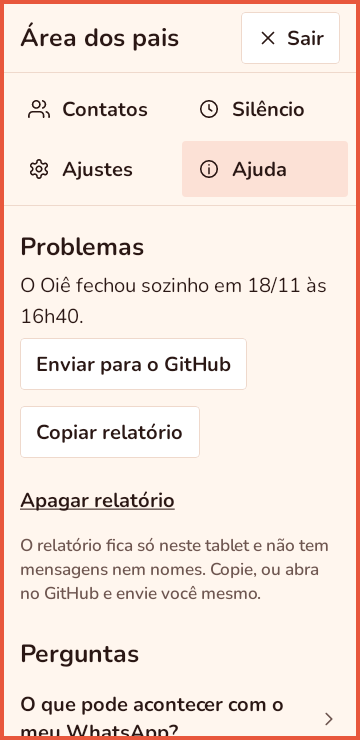 Área dos pais
Sair
Contatos
Silêncio
Ajustes
Ajuda
Problemas
O Oiê fechou sozinho em 18/11 às
16h40.
Enviar para o GitHub
Copiar relatório
Apagar relatório
O relatório fica só neste tablet e não tem
mensagens nem nomes. Copie, ou abra
no GitHub e envie você mesmo.
Perguntas
O que pode acontecer com o
meu WhatsApp?